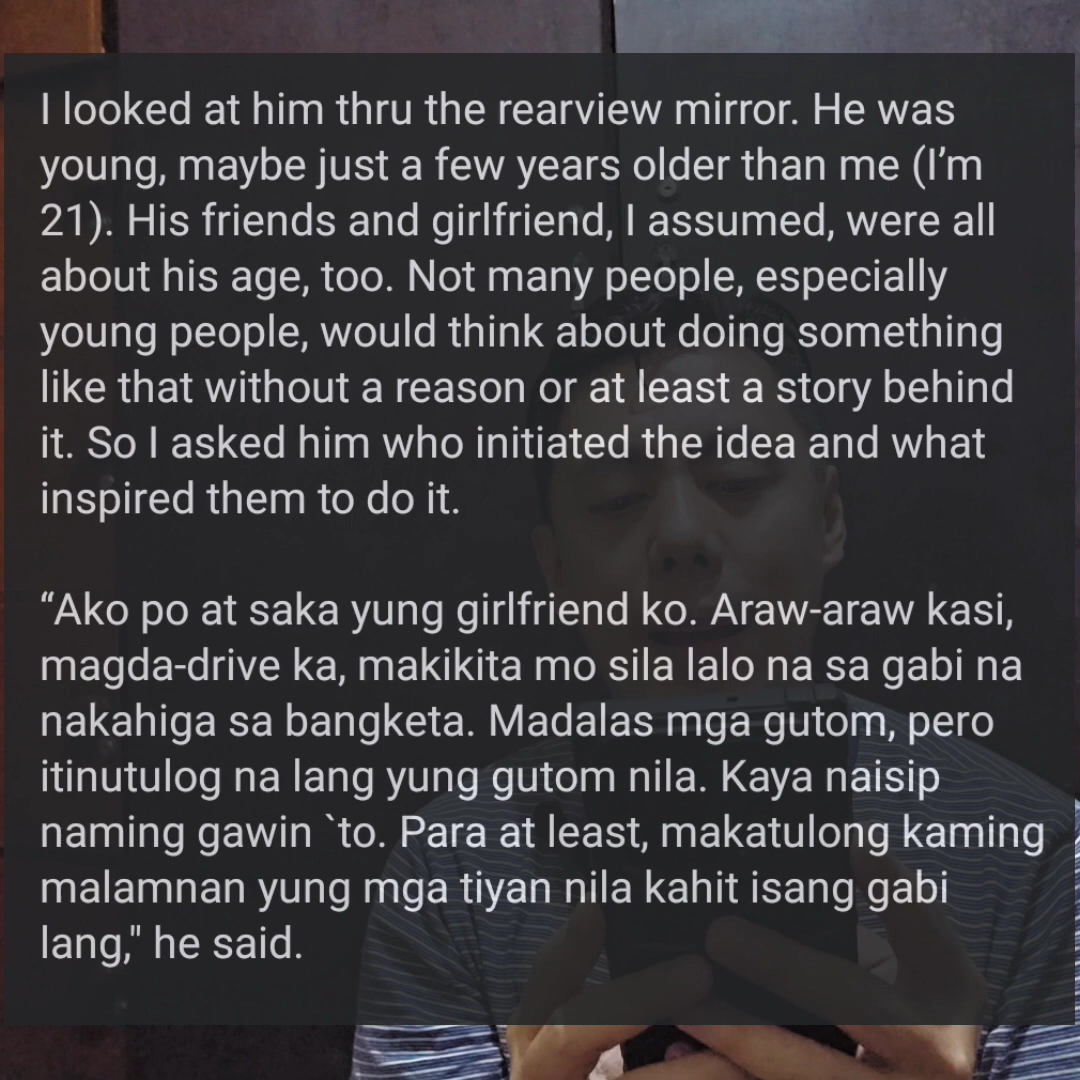 I looked at him thru the rearview mirror. He was
young, maybe just a few years older than me (I’m
21). His friends and girlfriend, I assumed, were all
about his age, too. Not many people, especially
young people, would think about doing something
like that without a reason or at least a story behind
it. So I asked him who initiated the idea and what
inspired them to do it.
“Ako po at saka yung girlfriend ko. Araw-araw kasi,
magda-drive ka, makikita mo sila lalo na sa gabi na
nakahiga sa bangketa. Madalas mga gutom, pero
itinutulog na lang yung gutom nila. Kaya naisip
naming gawin `to. Para at least, makatulong kaming
malamnan yung mga tiyan nila kahit isang gabi
lang," he said.